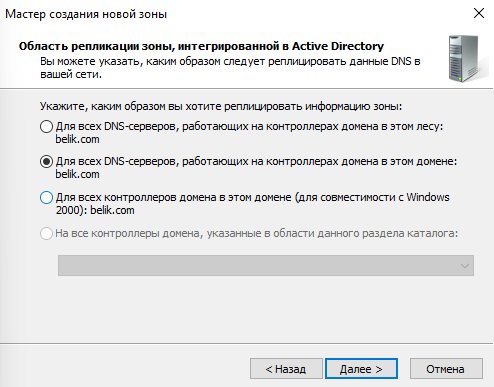 Мастер создания новой зоны
Область репликации зоны, интегрированной в Active Directory
Вы можете указать, каким образом следует реплицировать данные DNS в
вашей сети.
Укажите, каким образом вы хотите реплицировать информацию зоны:
Для всех DNS-серверов, работающих на контроллерах домена в этом лесу:
belik.com
Для всех DNS-серверов, работающих на контроллерах домена в этом домене:
belik.com
Для всех контроллеров домена в этом домене (для совместимости с Windows
2000): belik.com
На все контроллеры домена, указанные в области данного раздела каталога:
< Назад
Далее >
Отмена